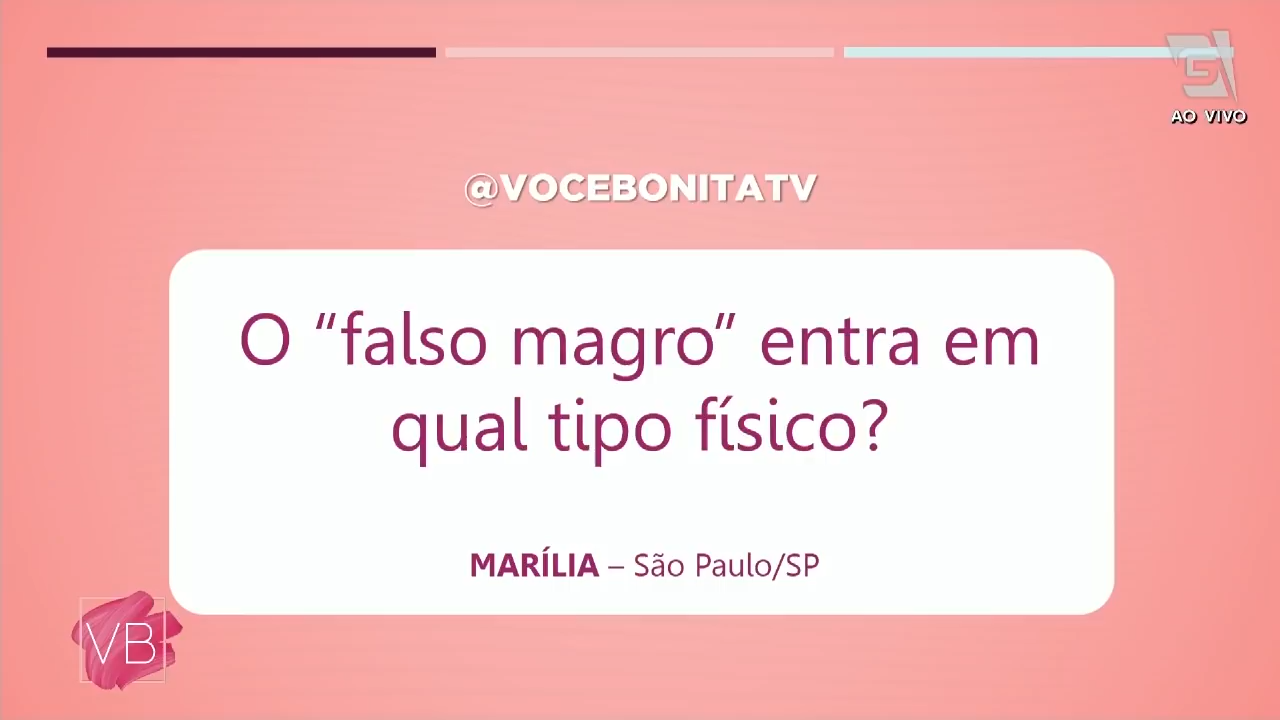 AO VIVO
@VOCEBONITATV
O “falso magro” entra em
qual tipo físico?
MARÍLIA – São Paulo/SP
VB